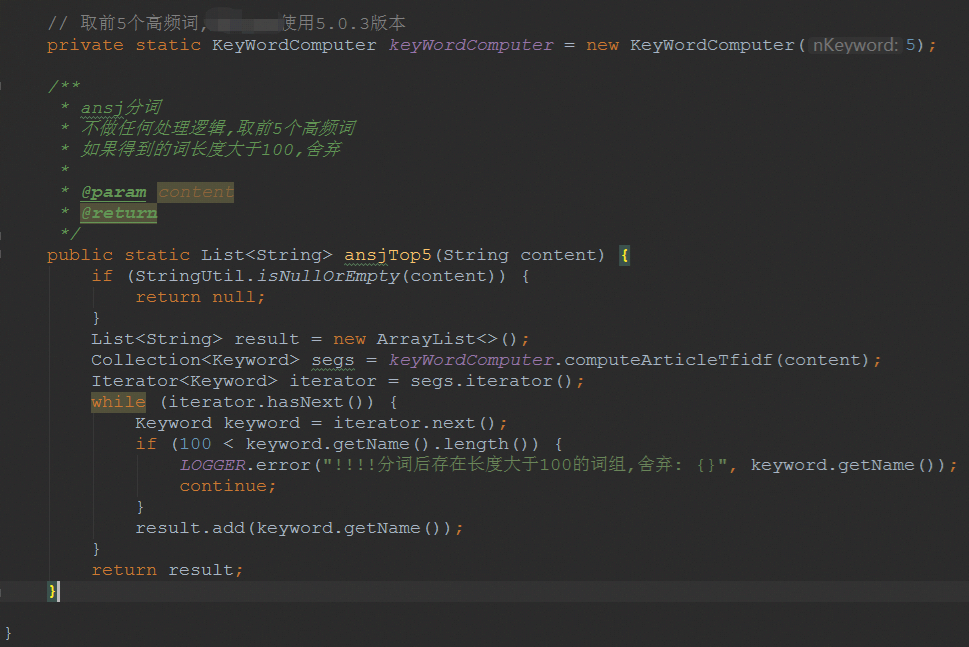 // 取前5个高频词,使用5.0.3版本
private static KeyWordComputer keyWordComputer = new KeyWordComputer( nKeyword: 5);
/**
* ansj分词
* 不做任何处理逻辑,取前5个高频词
* 如果得到的词长度大于100,舍弃
*
* @param content
* @return
*/
public static List<String> ansjTop5(String content) {
if (StringUtil.isNullOrEmpty(content)) {
return null;
}
List<String> result = new ArrayList<>();
Collection<Keyword> segs = keyWordComputer.computeArticleTfidf(content);
Iterator<Keyword> iterator = segs.iterator();
while (iterator.hasNext()) {
Keyword keyword = iterator.next();
if (100 < keyword.getName().length()) {
LOGGER.error("!!!!分词后存在长度大于100的词组,舍弃: {}", keyword.getName());
continue;
}
result.add(keyword.getName());
}
return result;
}
}